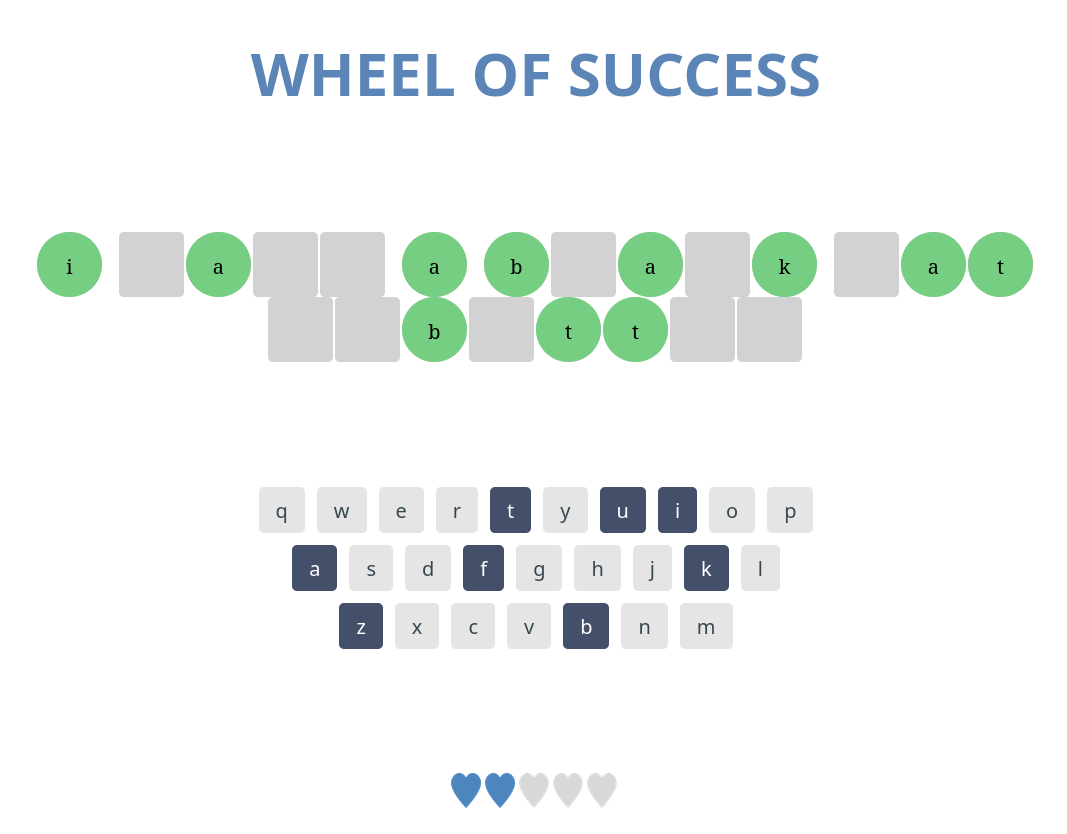 WHEEL OF SUCCESS
i a a b a k a t
b t t
q w e r t y u i o p
a s d f g h j k l
z x c v b n m